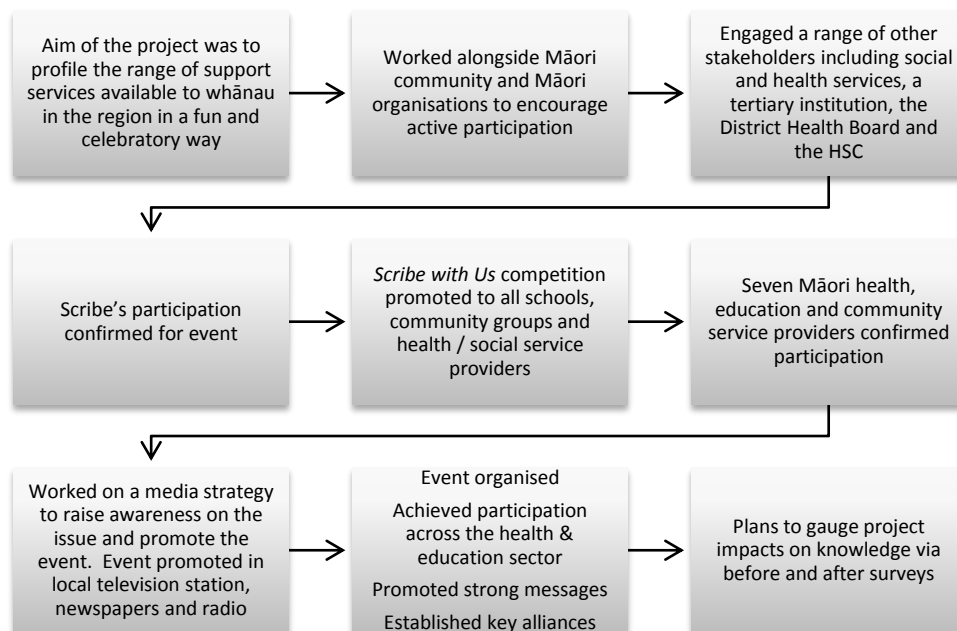 Aim of the project was to
profile the range of support
services available to whānau
in the region in a fun and
celebratory way
Worked alongside Māori
community and Māori
organisations to encourage
active participation
Engaged a range of other
stakeholders including social
and health services, a
tertiary institution, the
District Health Board and
the HSC
Scribe's participation
confirmed for event
Scribe with Us competition
promoted to all schools,
community groups and
health / social service
providers
Seven Māori health,
education and community
service providers confirmed
participation
Worked on a media strategy
to raise awareness on the
issue and promote the
event.  Event promoted in
local television station,
newspapers and radio
Event organised
Achieved participation
across the health &
education sector
Promoted strong messages
Established key alliances
Plans to gauge project
impacts on knowledge via
before and after surveys